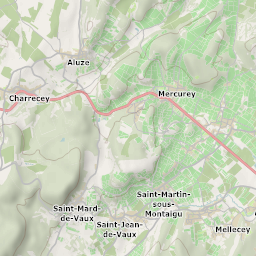 Aluze
Mercurey
Charrecey
Saint-Martin-
sous-
Montaigu
Saint-Mard-
de-Vaux
Saint-Jean-
de-Vaux
Mellecey